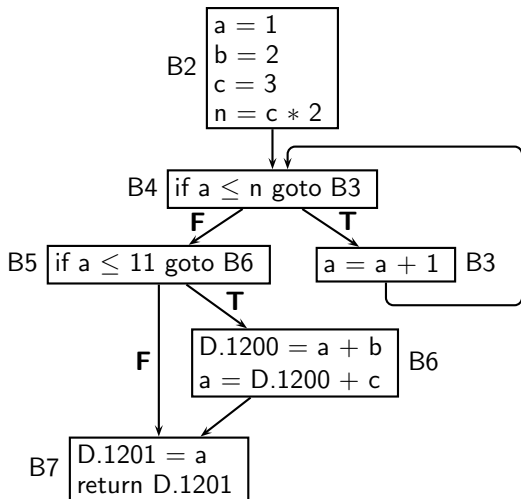 a = 1
b = 2
c = 3
n = c * 2
B2
B4
if a ≤ n goto B3
F
T
B5
if a ≤ 11 goto B6
a = a + 1
B3
T
F
D.1200 = a + b
a = D.1200 + c
B6
B7
D.1201 = a
return D.1201